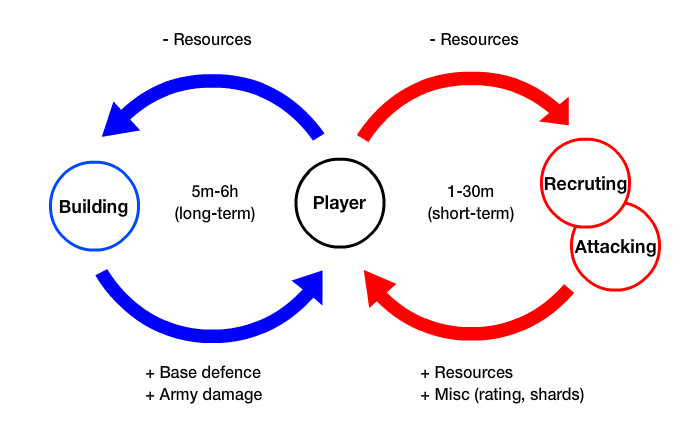 - Resources
- Resources
Building
5m-6h
(long-term)
Player
1-30m
(short-term)
Recruting
Attacking
+ Base defence
+ Army damage
+ Resources
+ Misc (rating, shards)